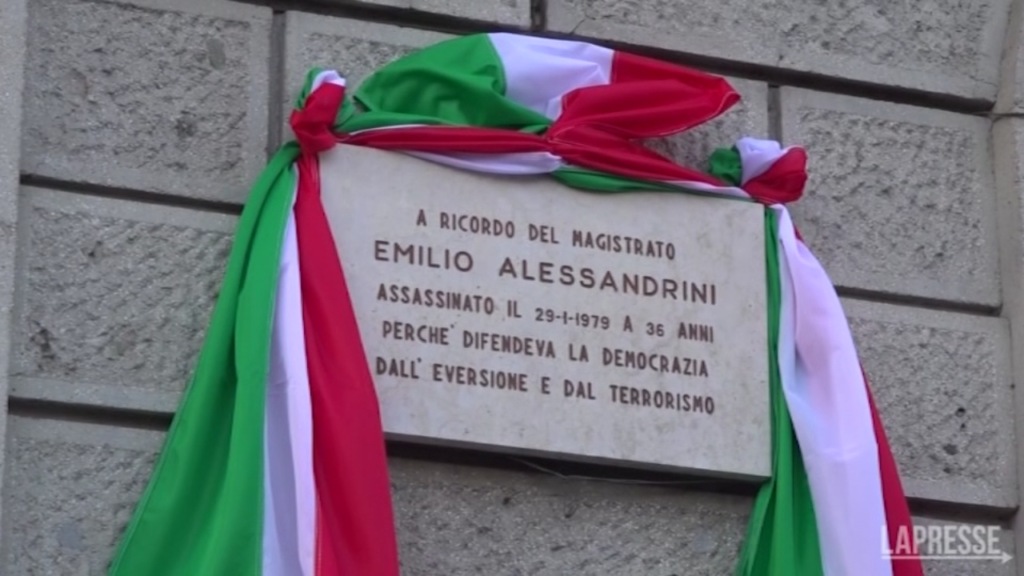 A RICORDO DEL MAGISTRATO
EMILIO ALESSANDRINI
ASSASSINATO IL 29-1-1979 A 36 ANNI
PERCHE' DIFENDEVA LA DEMOCRAZIA
DALL' EVERSIONE E DAL TERRORISMO
LAPRESSE